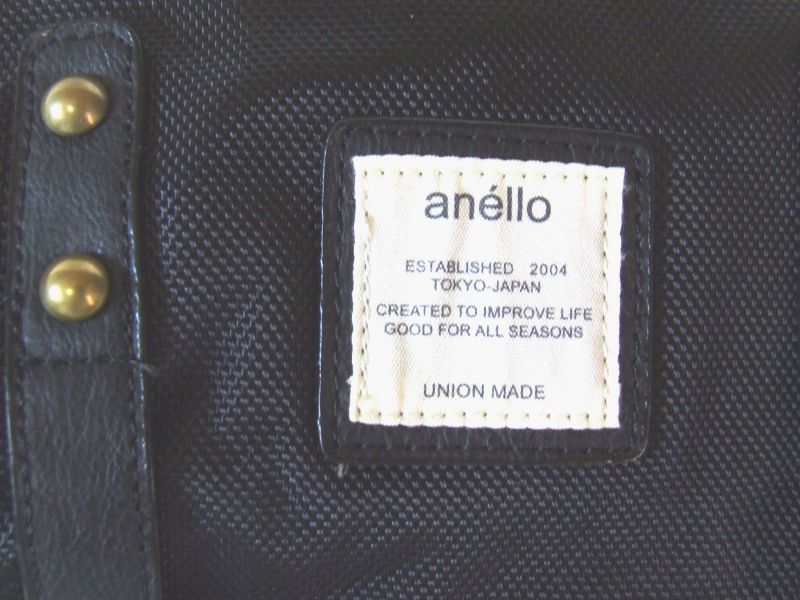 anéllo
ESTABLISHED 2004
TOKYO-JAPAN
CREATED TO IMPROVE LIFE
GOOD FOR ALL SEASONS
UNION MADE